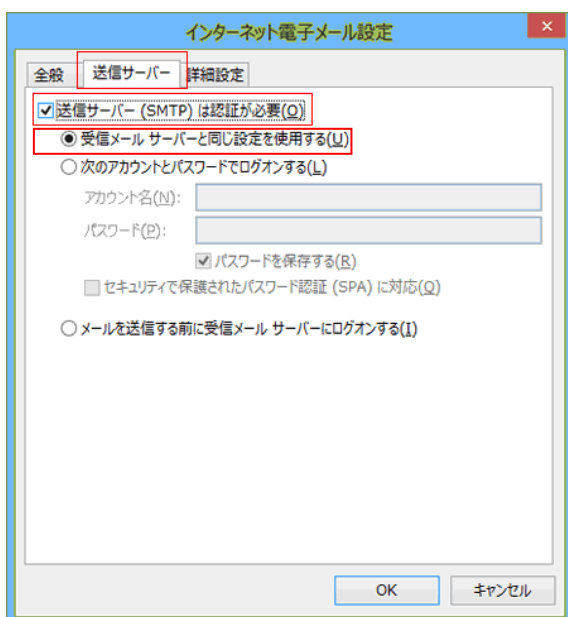 インターネット電子メール設定
全般 送信サーバー 詳細設定
送信サーバー (SMTP) は認証が必要(O)
受信メール サーバーと同じ設定を使用する(U)
次のアカウントとパスワードでログオンする(L)
アカウント名(N):
パスワード(P):
パスワードを保存する(R)
セキュリティで保護されたパスワード認証 (SPA) に対応(Q)
メールを送信する前に受信メール サーバーにログオンする(I)
OK キャンセル